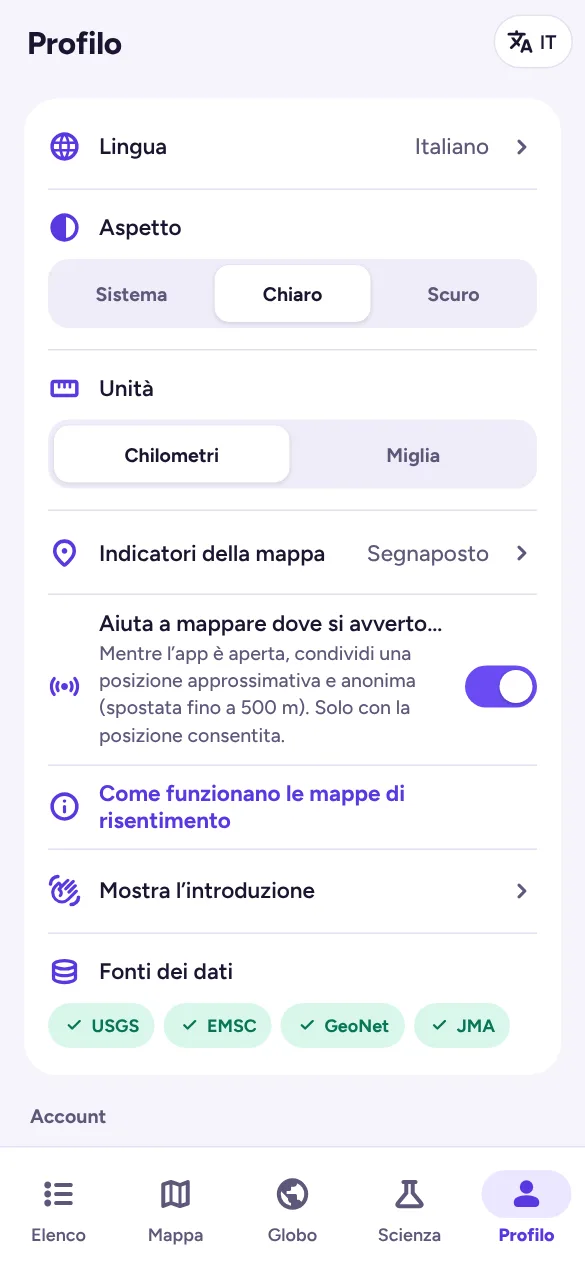 Profilo
IT
Lingua
Italiano
Aspetto
Sistema
Chiaro
Scuro
Unità
Chilometri
Miglia
Indicatori della mappa
Segnaposto
Aiuta a mappare dove si avverto...
Mentre l’app è aperta, condividi una
posizione approssimativa e anonima
(spostata fino a 500 m). Solo con la
posizione consentita.
Come funzionano le mappe di
risentimento
Mostra l’introduzione
Fonti dei dati
USGS
EMSC
GeoNet
JMA
Account
Elenco
Mappa
Globo
Scienza
Profilo